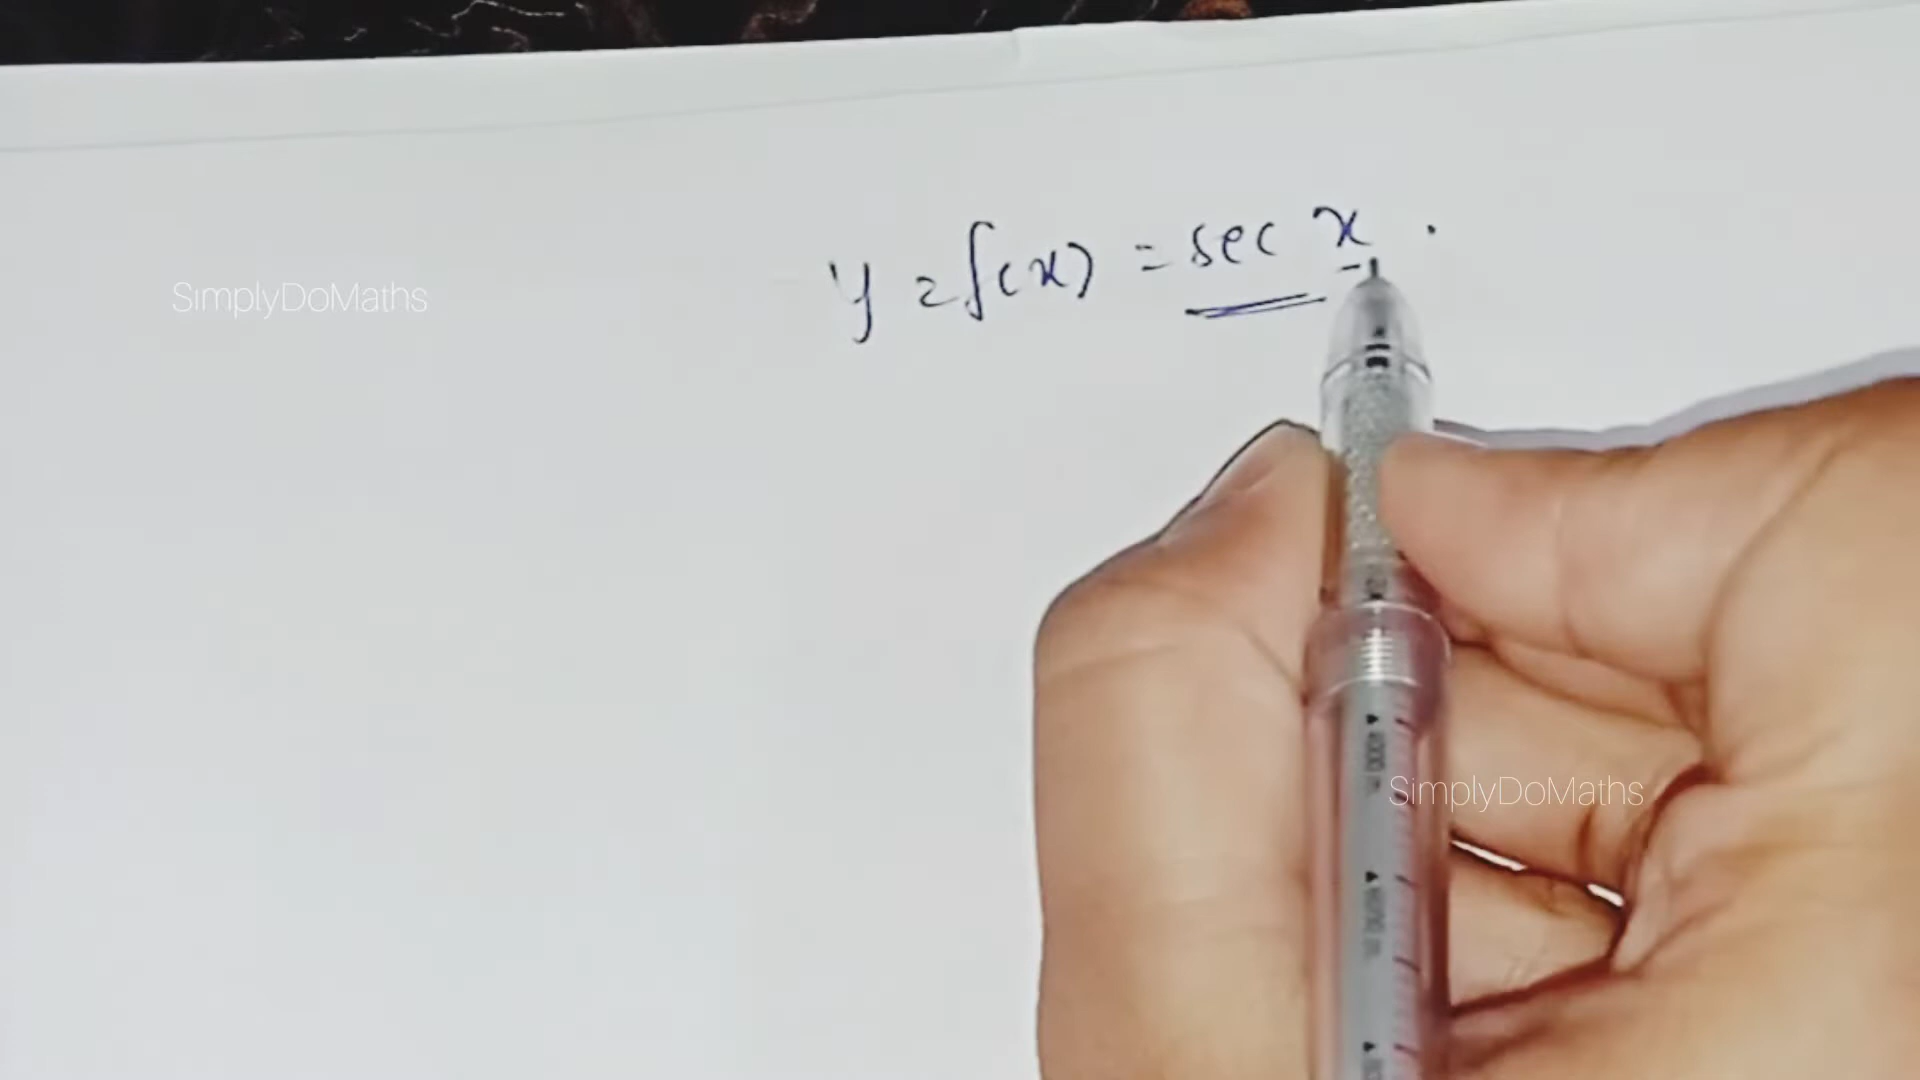 y = f(x) = sec x .
SimplyDoMaths
SimplyDoMaths